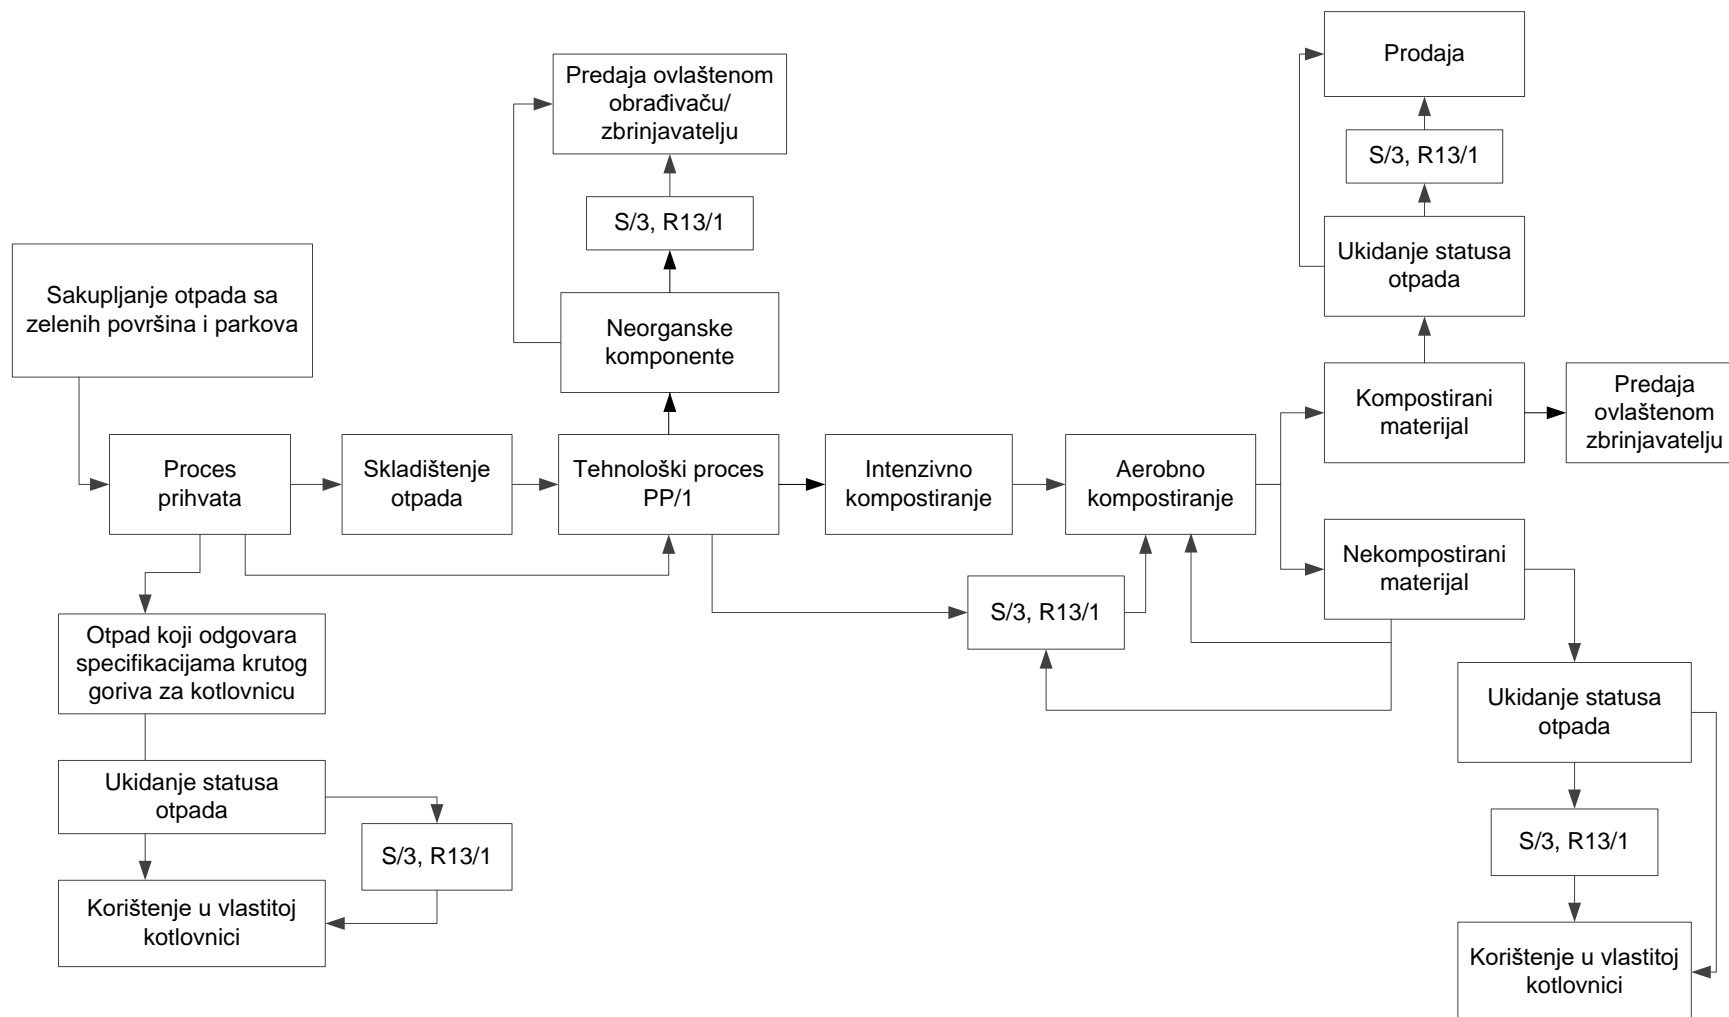 Sakupljanje otpada sa
zelenih površina i parkova
Proces
prihvata
Skladištenje
otpada
Tehnološki proces
PP/1
Intenzivno
kompostiranje
Aerobno
kompostiranje
Predaja ovlaštenom
obrađivaču/
zbrinjavatelju
S/3, R13/1
Neorganske
komponente
Prodaja
S/3, R13/1
Ukidanje statusa
otpada
Kompostirani
materijal
Predaja
ovlaštenom
zbrinjavatelju
Nekompostirani
materijal
S/3, R13/1
Otpad koji odgovara
specifikacijama krutog
goriva za kotlovnicu
Ukidanje statusa
otpada
S/3, R13/1
Korištenje u vlastitoj
kotlovnici
Ukidanje statusa
otpada
S/3, R13/1
Korištenje u vlastitoj
kotlovnici